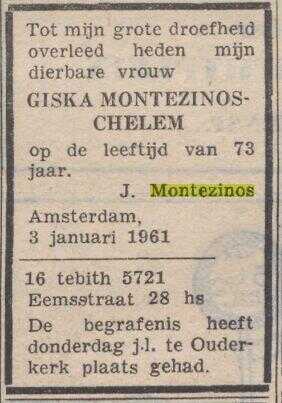 Tot mijn grote droefheid
overleed heden mijn
dierbare vrouw
GISKA MONTEZINOS-
CHELEM
op de leeftijd van 73
jaar.
J. Montezinos
Amsterdam,
3 januari 1961
16 tebith 5721
Eemsstraat 28 hs
De begrafenis heeft
donderdag j.l. te Ouder-
kerk plaats gehad.